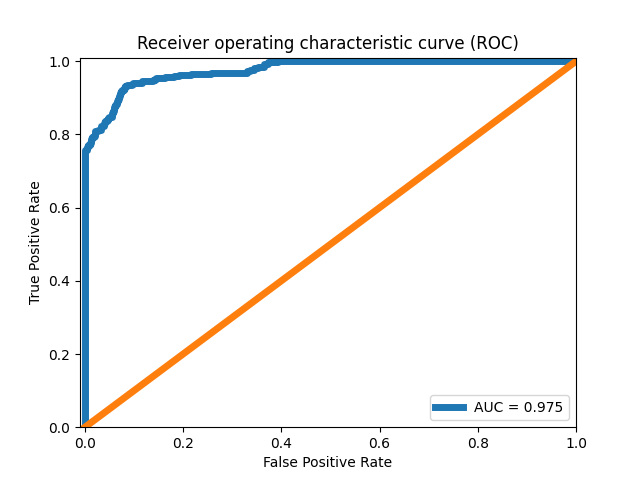 Receiver operating characteristic curve (ROC)
True Positive Rate
1.0
0.8
0.6
0.4
0.2
0.0
AUC = 0.975
0.0 0.2 0.4 0.6 0.8 1.0
False Positive Rate